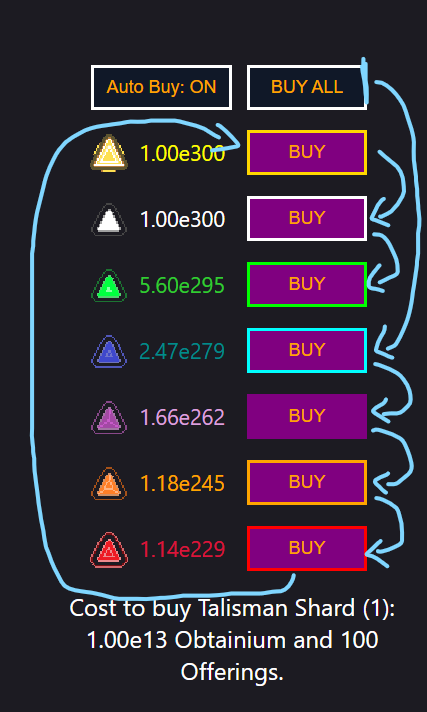 Auto Buy: ON BUY ALL
1.00e300 BUY
1.00e300 BUY
5.60e295 BUY
2.47e279 BUY
1.66e262 BUY
1.18e245 BUY
1.14e229 BUY
Cost to buy Talisman Shard (1):
1.00e13 Obtainium and 100
Offerings.